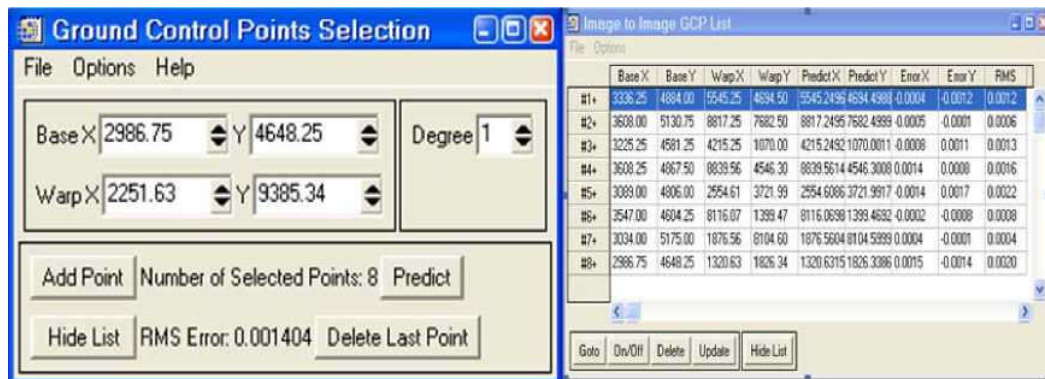 Ground Control Points Selection
File Options Help
Base X 2986.75 Y 4648.25 Degree 1
Warp X 2251.63 Y 9385.34
Add Point Number of Selected Points: 8 Predict
Hide List RMS Error: 0.001404 Delete Last Point
Image to Image GCP List
File Options
Base X Base Y Warp X Warp Y Predict X Predict Y Error X Error Y RMS
#1+ 3336.25 4884.00 5545.25 4694.50 5545.2496 4694.4988 -0.0004 -0.0012 0.0012
#2+ 3608.00 5130.75 8817.25 7682.50 8817.2495 7682.4999 -0.0005 -0.0001 0.0006
#3+ 3225.25 4581.25 4215.25 1070.00 4215.2492 1070.0011 -0.0008 0.0011 0.0013
#4+ 3608.25 4867.50 8839.56 4546.30 8839.5614 4546.3008 0.0014 0.0008 0.0016
#5+ 3089.00 4806.00 2554.61 3721.99 2554.6086 3721.9917 -0.0014 0.0017 0.0022
#6+ 3547.00 4604.25 8116.07 1399.47 8116.0698 1399.4692 -0.0002 -0.0008 0.0008
#7+ 3034.00 5175.00 1876.56 8104.60 1876.5604 8104.5999 0.0004 -0.0001 0.0004
#8+ 2986.75 4648.25 1320.63 1826.34 1320.6315 1826.3386 0.0015 -0.0014 0.0020
Goto On/Off Delete Update Hide List